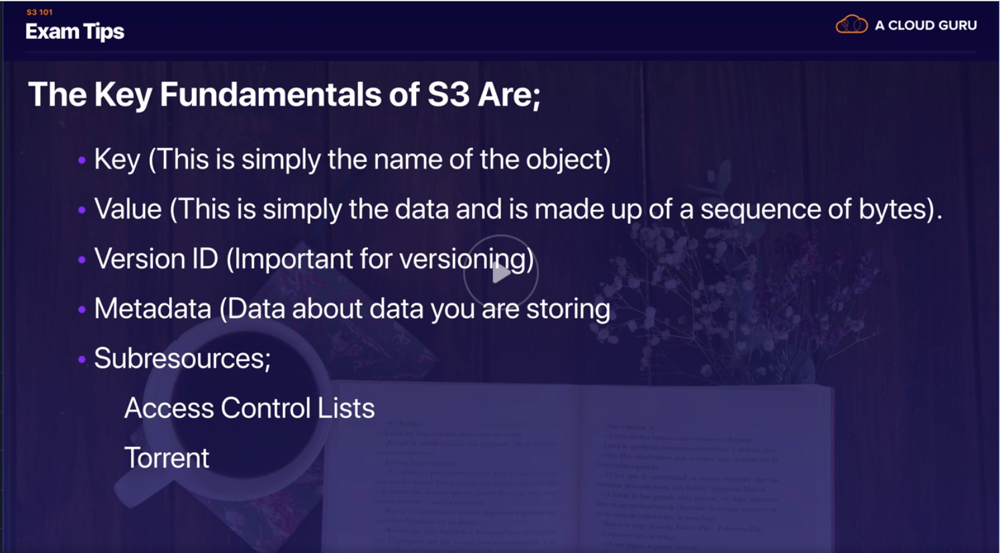 S3 101
Exam Tips
A CLOUD GURU
The Key Fundamentals of S3 Are;
• Key (This is simply the name of the object)
• Value (This is simply the data and is made up of a sequence of bytes).
• Version ID (Important for versioning)
• Metadata (Data about data you are storing
• Subresources;
Access Control Lists
Torrent